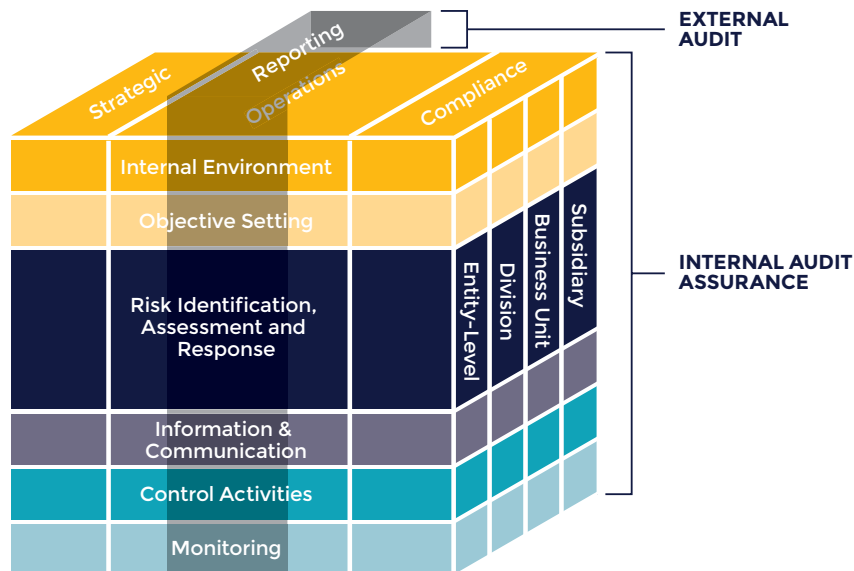 EXTERNAL
AUDIT
Reporting
Strategic
Operations
Compliance
Internal Environment
Objective Setting
Risk Identification,
Assessment and
Response
Information &
Communication
Control Activities
Monitoring
Entity-Level
Division
Business Unit
Subsidiary
INTERNAL AUDIT
ASSURANCE